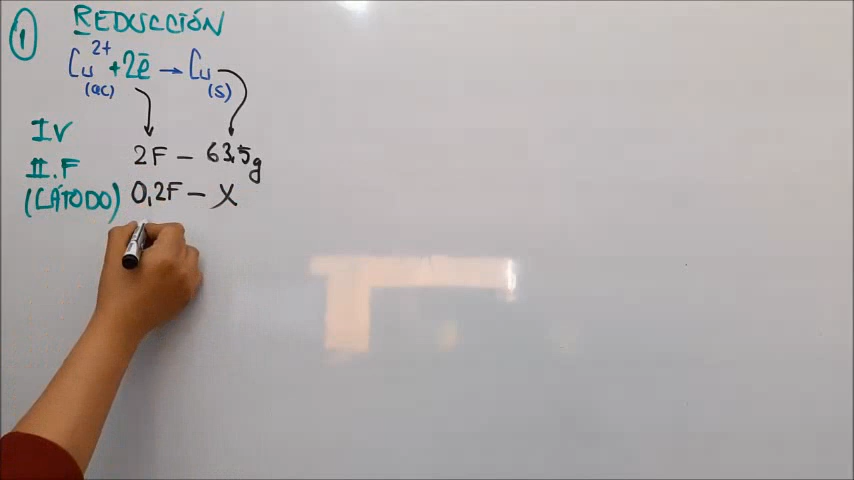 ① REDUCCIÓN
Cu²⁺(ac) + 2ē → Cu(s)
IV
2F – 63,5g
II.F
(CÁTODO) 0,2F – X